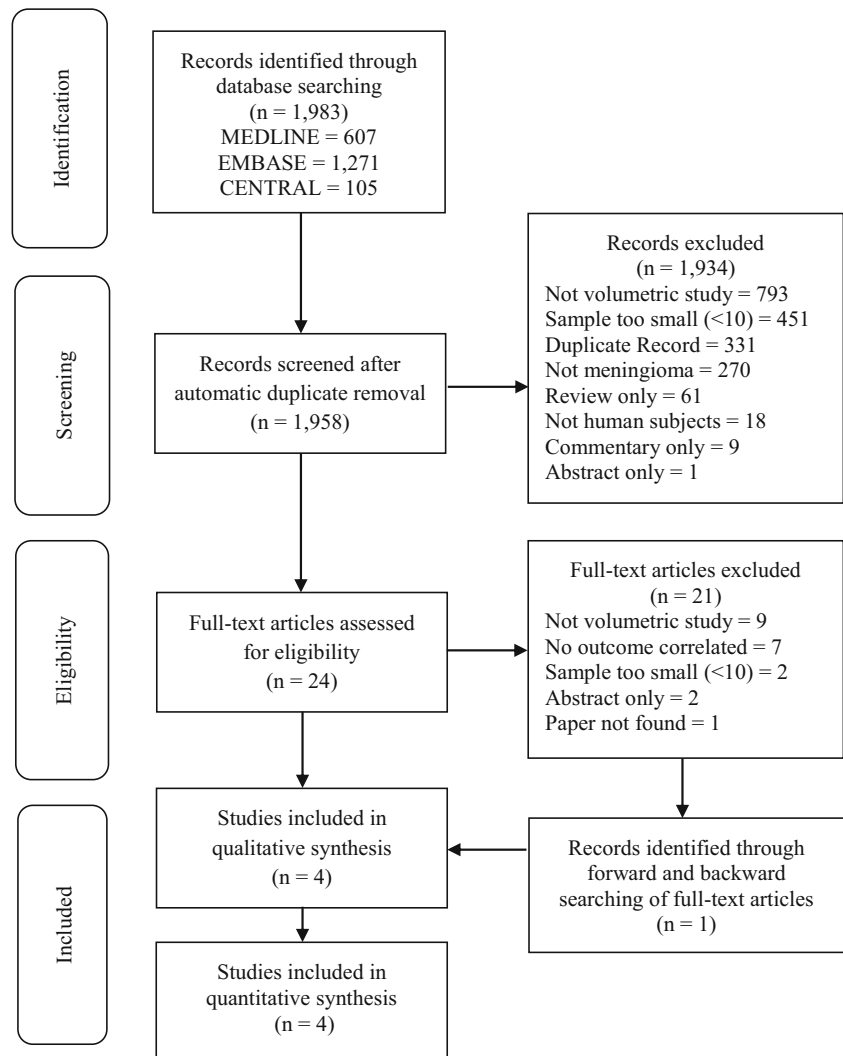 Identification
Records identified through
database searching
(n = 1,983)
MEDLINE = 607
EMBASE = 1,271
CENTRAL = 105
Screening
Records screened after
automatic duplicate removal
(n = 1,958)
Records excluded
(n = 1,934)
Not volumetric study = 793
Sample too small (<10) = 451
Duplicate Record = 331
Not meningioma = 270
Review only = 61
Not human subjects = 18
Commentary only = 9
Abstract only = 1
Eligibility
Full-text articles assessed
for eligibility
(n = 24)
Full-text articles excluded
(n = 21)
Not volumetric study = 9
No outcome correlated = 7
Sample too small (<10) = 2
Abstract only = 2
Paper not found = 1
Included
Studies included in
qualitative synthesis
(n = 4)
Records identified through
forward and backward
searching of full-text articles
(n = 1)
Studies included in
quantitative synthesis
(n = 4)